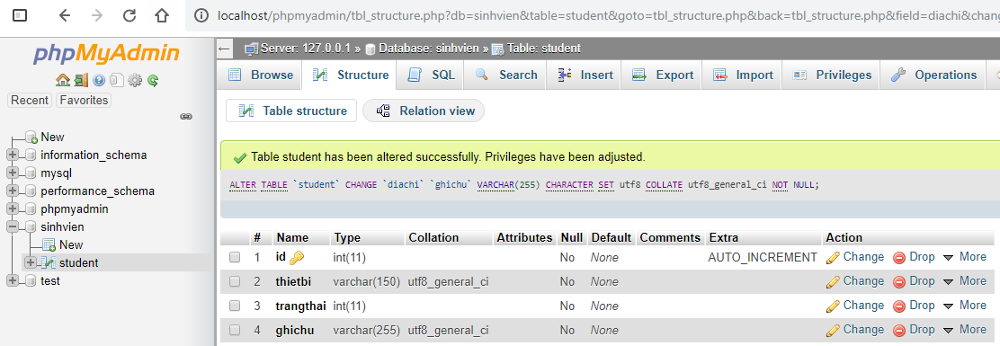 localhost/phpmyadmin/tbl_structure.php?db=sinhvien&table=student&goto=tbl_structure.php&back=tbl_structure.php&field=diachi&chang
phpMyAdmin
Recent Favorites
New
information_schema
mysql
performance_schema
phpmyadmin
sinhvien
New
student
test
Server: 127.0.0.1 » Database: sinhvien » Table: student
Browse Structure SQL Search Insert Export Import Privileges Operations
Table structure Relation view
Table student has been altered successfully. Privileges have been adjusted.
ALTER TABLE `student` CHANGE `diachi` `ghichu` VARCHAR(255) CHARACTER SET utf8 COLLATE utf8_general_ci NOT NULL;
# Name Type Collation Attributes Null Default Comments Extra Action
1 id int(11) No None AUTO_INCREMENT Change Drop More
2 thietbi varchar(150) utf8_general_ci No None Change Drop More
3 trangthai int(11) No None Change Drop More
4 ghichu varchar(255) utf8_general_ci No None Change Drop More